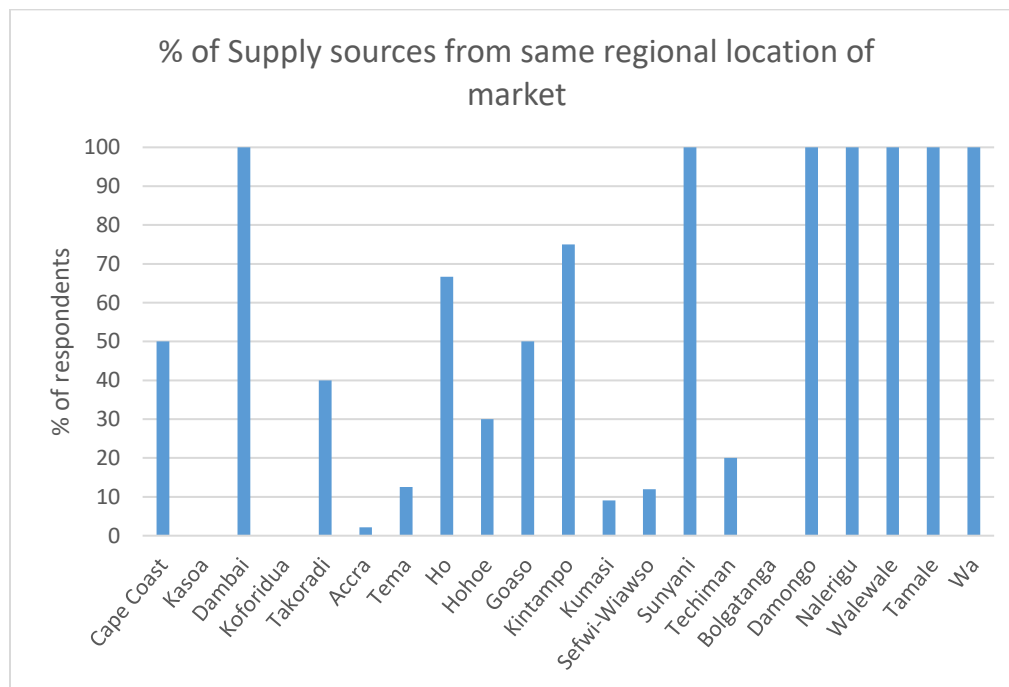 % of Supply sources from same regional location of
market
% of respondents
100
90
80
70
60
50
40
30
20
10
0
Cape Coast
Kasoa
Dambai
Koforidua
Takoradi
Accra
Tema
Ho
Hohoe
Goaso
Kintampo
Kumasi
Sefwi-Wiawso
Sunyani
Techiman
Bolgatanga
Damongo
Nalerigu
Walewale
Tamale
Wa